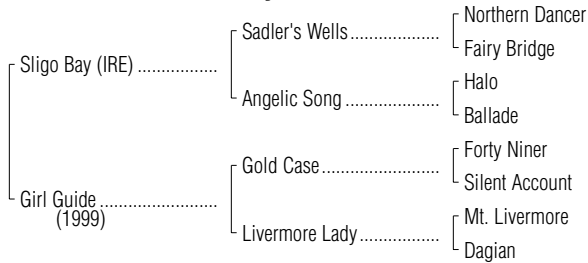 Northern Dancer
Sadler's Wells....................
Fairy Bridge
Sligo Bay (IRE) ..................
Halo
Angelic Song .....................
Ballade
Forty Niner
Gold Case..........................
Silent Account
Girl Guide ..........................
(1999)
Mt. Livermore
Livermore Lady..................
Dagian